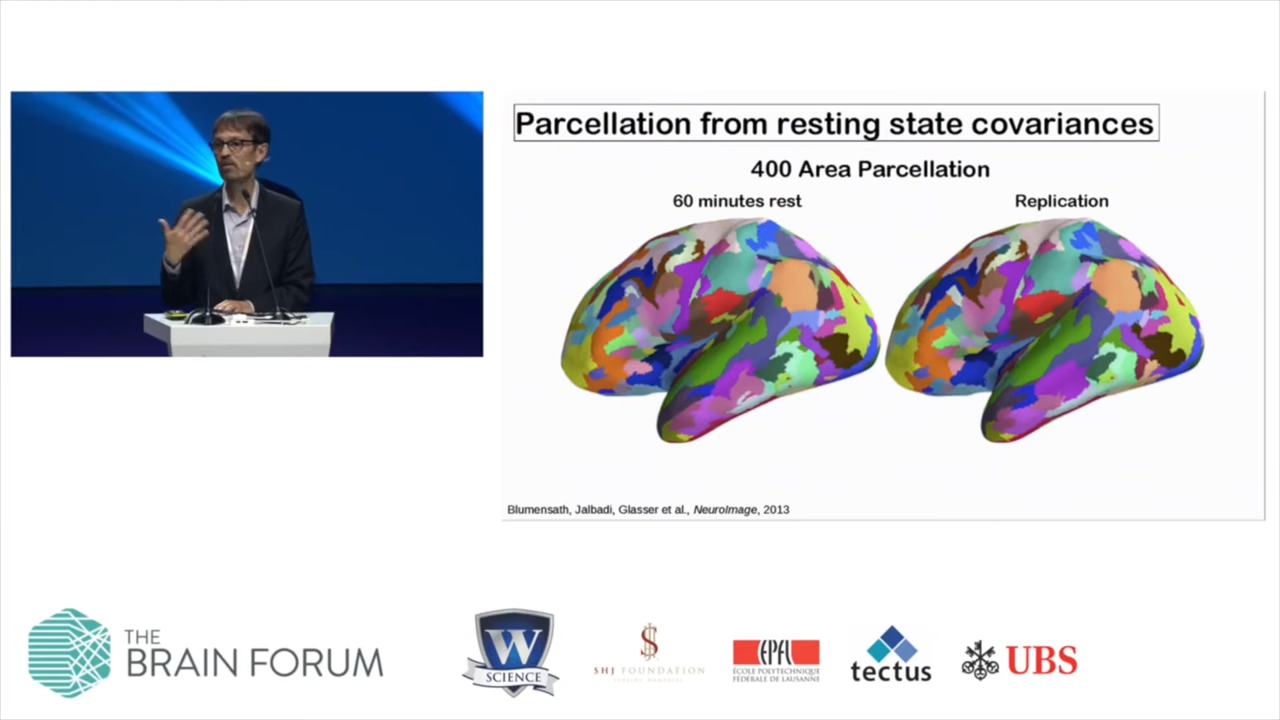 Parcellation from resting state covariances
400 Area Parcellation
60 minutes rest
Replication
Blumensath, Jalbadi, Glasser et al., NeuroImage, 2013
THE
BRAIN FORUM
W
SCIENCE
SHJ FOUNDATION
EPFL
ÉCOLE POLYTECHNIQUE
FÉDÉRALE DE LAUSANNE
tectus
UBS